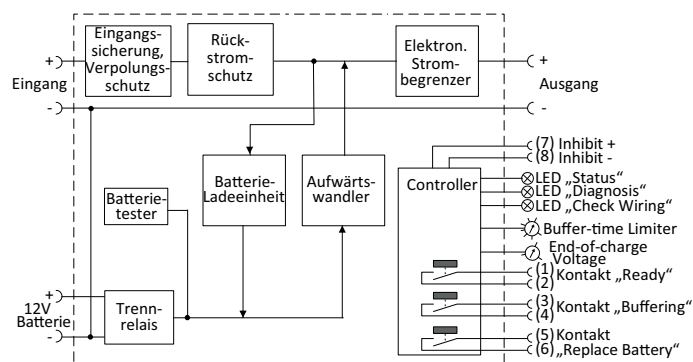 +
Eingang
-
Eingangs-
sicherung,
Verpolungs-
schutz
Rück-
strom-
schutz
Elektron.
Strom-
begrenzer
+
Ausgang
-
Batterie-
tester
Batterie-
Ladeeinheit
Aufwärts-
wandler
+
12V
Batterie
-
Trenn-
relais
Controller
(7) Inhibit +
(8) Inhibit -
LED „Status“
LED „Diagnosis“
LED „Check Wiring“
Buffer-time Limiter
End-of-charge
Voltage
(1)
Kontakt „Ready“
(2)
(3)
Kontakt „Buffering“
(4)
(5) Kontakt
(6) „Replace Battery“